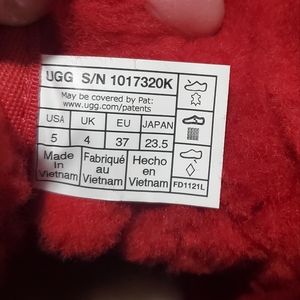 UGG S/N 1017320K
May be covered by Pat:
www.ugg.com/patents
USA UK EU JAPAN
5 4 37 23.5
Made in Vietnam
Fabriqué au Vietnam
Hecho en Vietnam
FD1121L